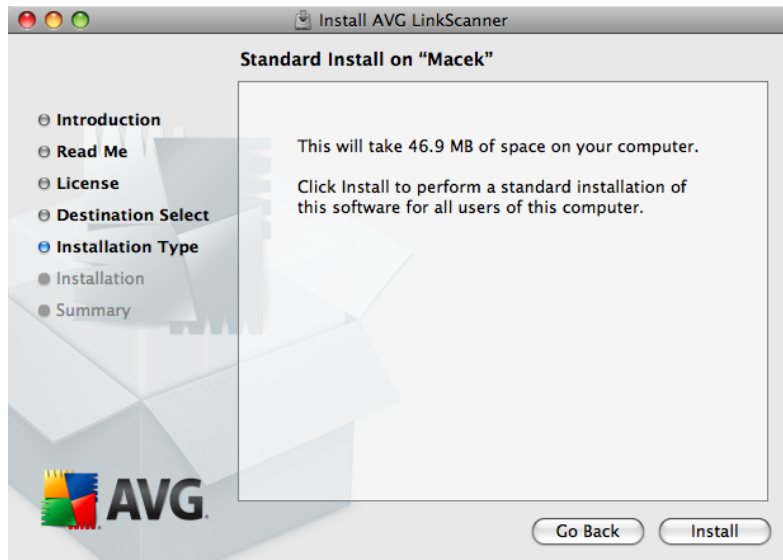 Install AVG LinkScanner
Standard Install on “Macek”
Introduction
Read Me
License
Destination Select
Installation Type
Installation
Summary
This will take 46.9 MB of space on your computer.
Click Install to perform a standard installation of
this software for all users of this computer.
AVG.
Go Back
Install